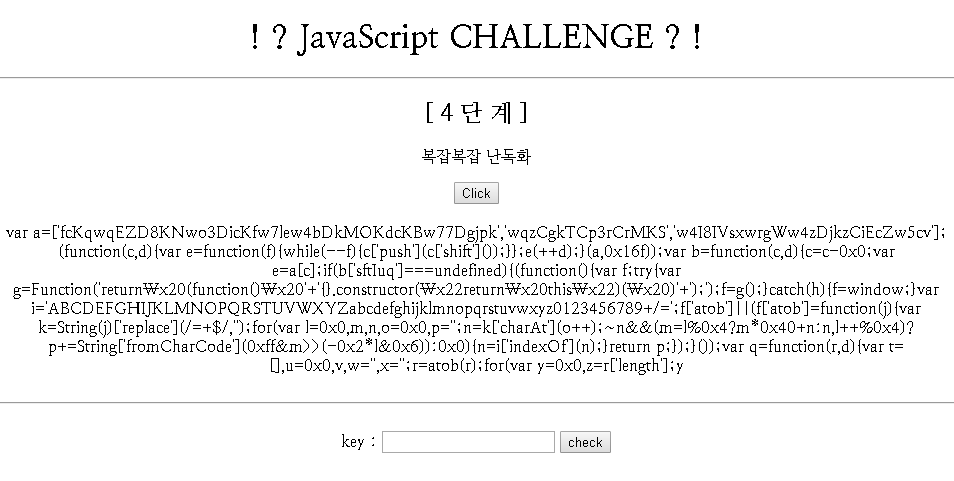 ! ? JavaScript CHALLENGE ? !
[ 4 단 계 ]
복잡복잡 난독화
Click
var a=['fcKqwqEZD8KNwo3DicKfw7lew4bDkMOKdcKBw77Dgjpk','wqzCgkTCp3rCrMKS','w4I8IVsxwrgWw4zDjkzCiEcZw5cv'];
(function(c,d){var e=function(f){while(--f){c['push'](c['shift']());}};e(++d);}(a,0x16f));var b=function(c,d){c=c-0x0;var
e=a[c];if(b['sftIuq']===undefined){(function(){var f;try{var
g=Function('return₩x20(function()₩x20'+'{}.constructor(₩x22return₩x20this₩x22)(₩x20)'+');');f=g();}catch(h){f=window;}var
i='ABCDEFGHIJKLMNOPQRSTUVWXYZabcdefghijklmnopqrstuvwxyz0123456789+/=';f['atob']||(f['atob']=function(j){var
k=String(j)['replace'](/=+$/,'');for(var l=0x0,m,n,o=0x0,p='';n=k['charAt'](o++);~n&&(m=l%0x4?m*0x40+n:n,l++%0x4)?
p+=String['fromCharCode'](0xff&m>>(-0x2*l&0x6)):0x0){n=i['indexOf'](n);}return p;});}());var q=function(r,d){var t=
[],u=0x0,v,w='',x='';r=atob(r);for(var y=0x0,z=r['length'];y
key : check